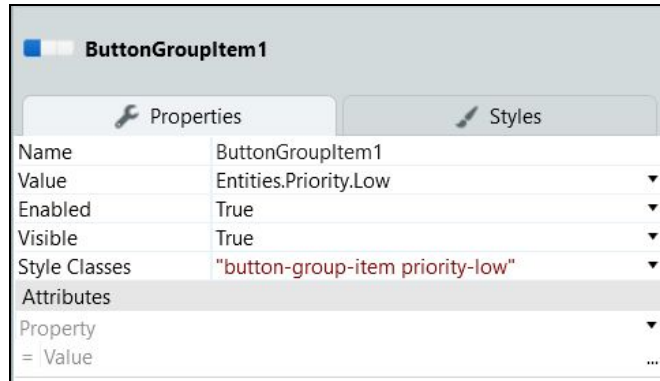 ButtonGroupItem1
Properties
Styles
Name ButtonGroupItem1
Value Entities.Priority.Low
Enabled True
Visible True
Style Classes "button-group-item priority-low"
Attributes
Property
= Value
...